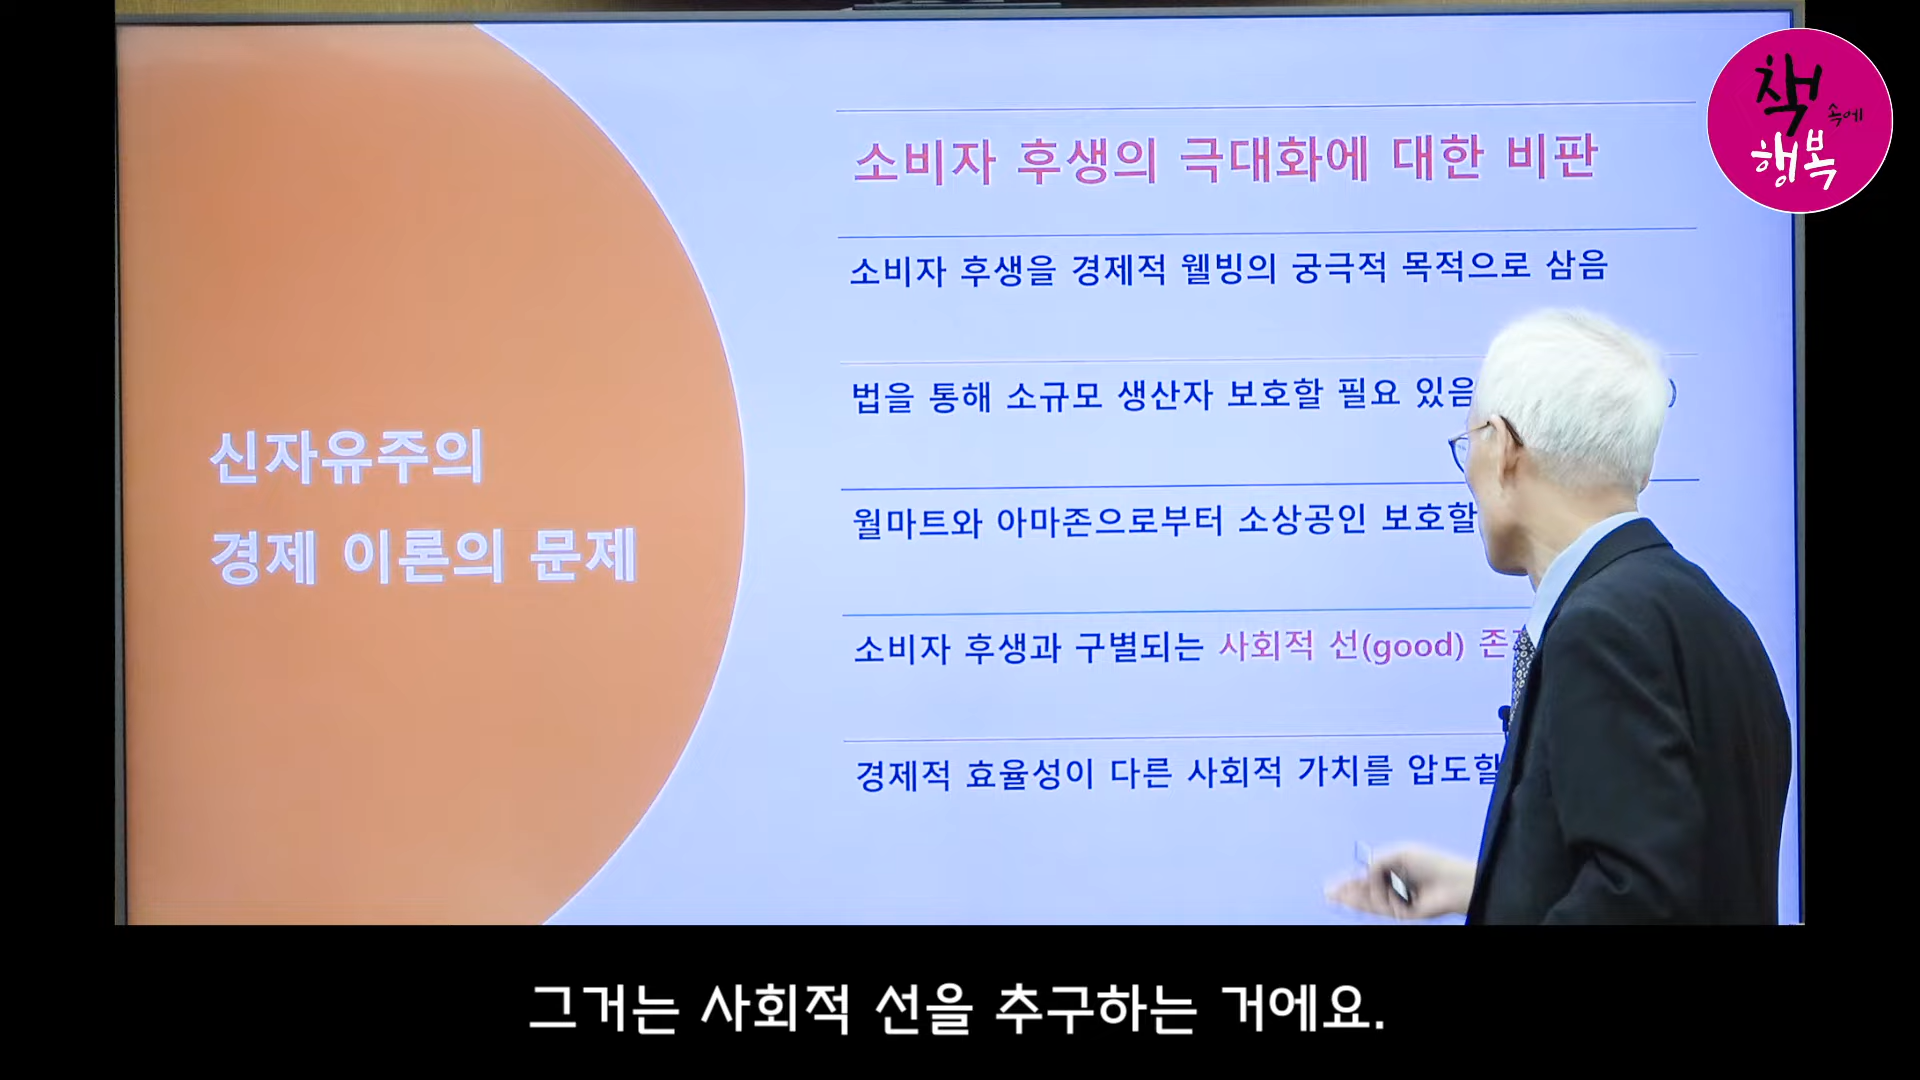 책
속에
행복
신자유주의
경제 이론의 문제
소비자 후생의 극대화에 대한 비판
소비자 후생을 경제적 웰빙의 궁극적 목적으로 삼음
법을 통해 소규모 생산자 보호할 필요 있음
월마트와 아마존으로부터 소상공인 보호할
소비자 후생과 구별되는 사회적 선(good)
경제적 효율성이 다른 사회적 가치를 압도할
그거는 사회적 선을 추구하는 거에요.